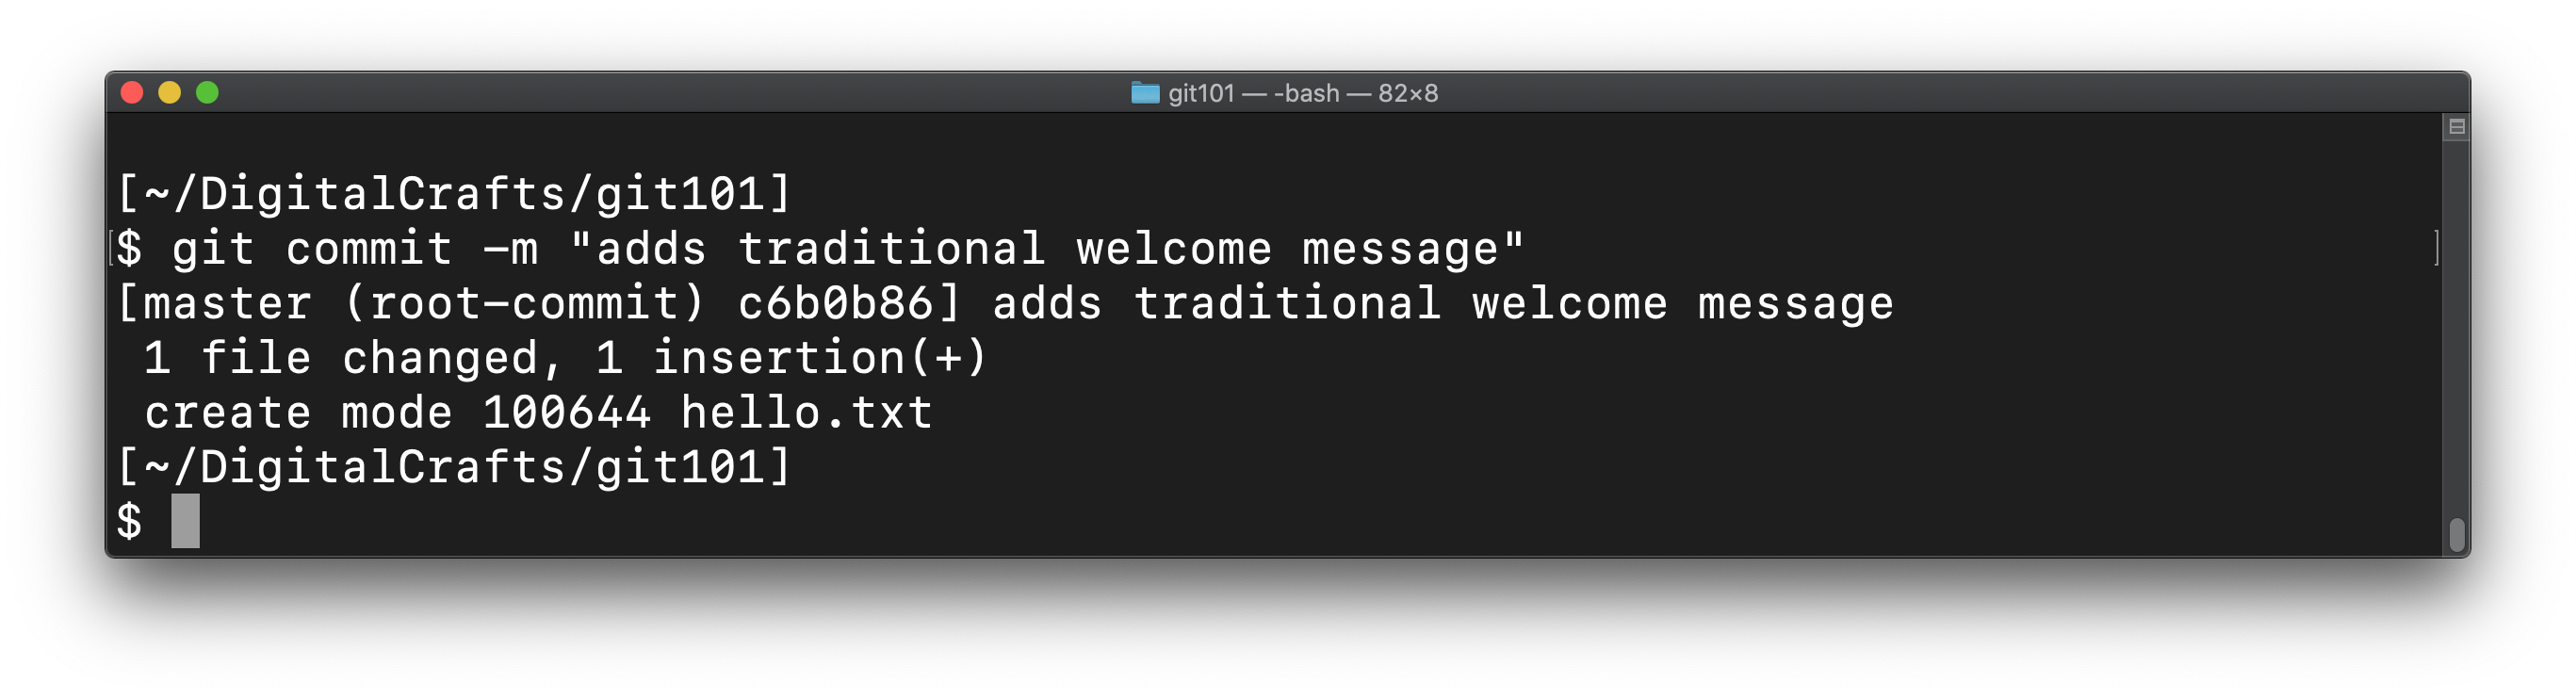 git101 — -bash — 82×8
[~/DigitalCrafts/git101]
[$ git commit -m "adds traditional welcome message" ]
[master (root-commit) c6b0b86] adds traditional welcome message
 1 file changed, 1 insertion(+)
 create mode 100644 hello.txt
[~/DigitalCrafts/git101]
$